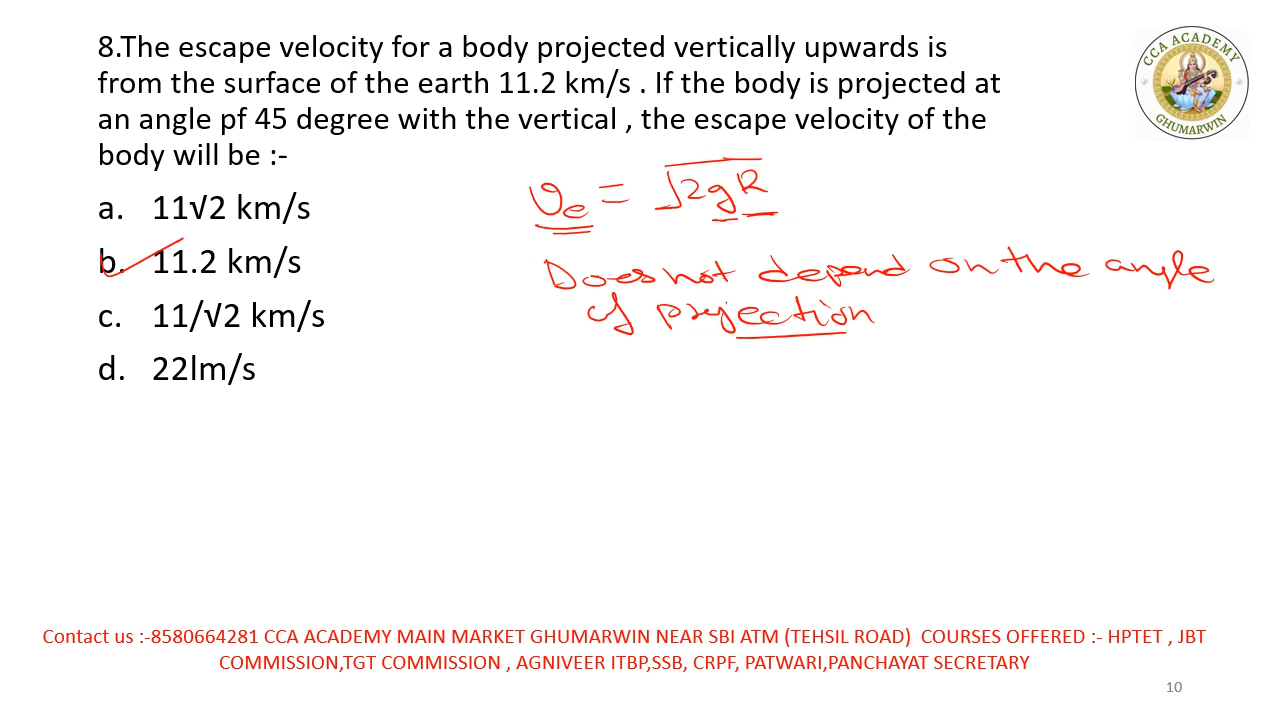 8.The escape velocity for a body projected vertically upwards is
from the surface of the earth 11.2 km/s . If the body is projected at
an angle pf 45 degree with the vertical , the escape velocity of the
body will be :-
a. 11√2 km/s
b. 11.2 km/s
c. 11/√2 km/s
d. 22lm/s
υe = √2gR
Does not depend on the angle
of projection
CCA ACADEMY
GHUMARWIN
Contact us :-8580664281 CCA ACADEMY MAIN MARKET GHUMARWIN NEAR SBI ATM (TEHSIL ROAD) COURSES OFFERED :- HPTET , JBT
COMMISSION,TGT COMMISSION , AGNIVEER ITBP,SSB, CRPF, PATWARI,PANCHAYAT SECRETARY
10